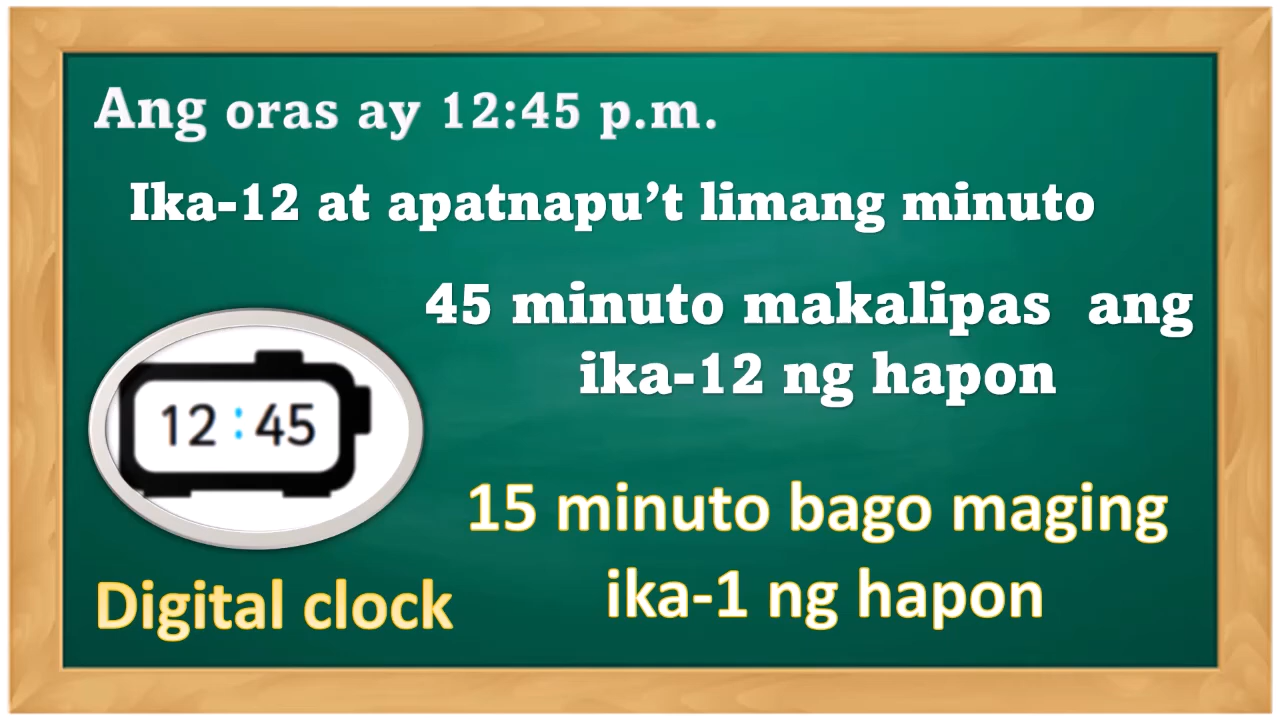 Ang oras ay 12:45 p.m.
Ika-12 at apatnapu’t limang minuto
45 minuto makalipas ang
ika-12 ng hapon
12:45
15 minuto bago maging
ika-1 ng hapon
Digital clock